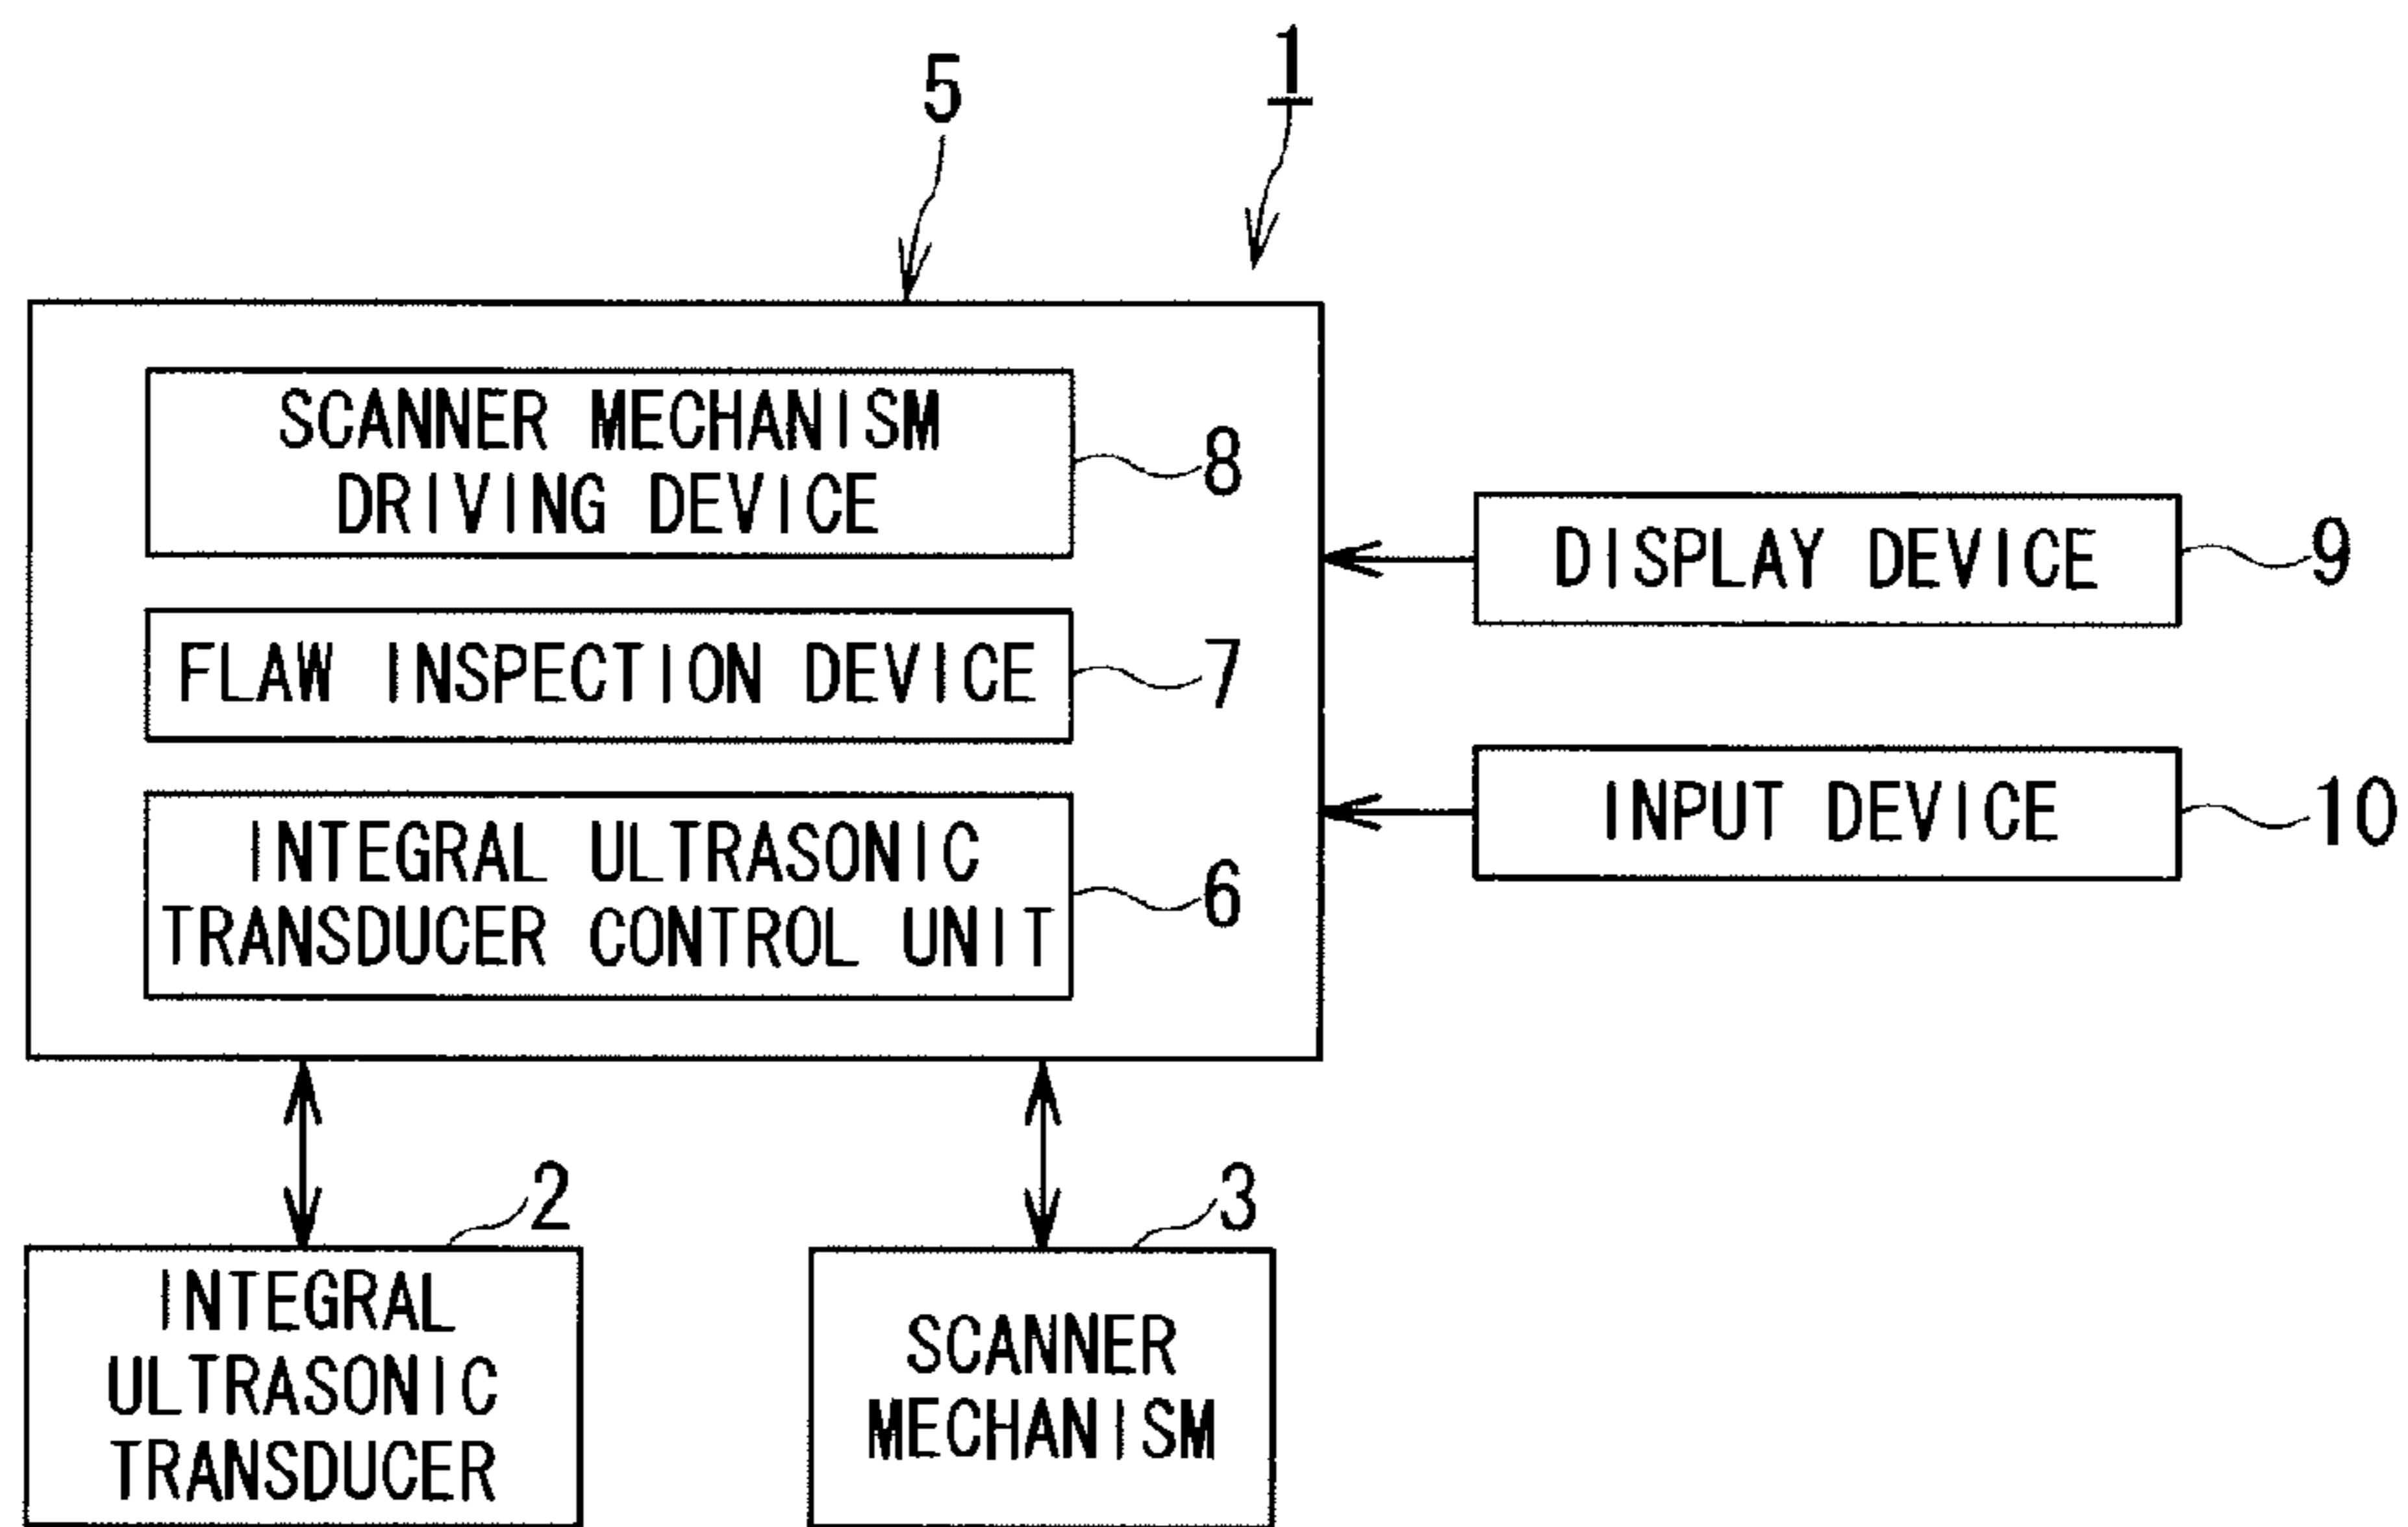 1
5
SCANNER MECHANISM
DRIVING DEVICE
8
DISPLAY DEVICE
9
FLAW INSPECTION DEVICE
7
INPUT DEVICE
10
INTEGRAL ULTRASONIC
TRANSDUCER CONTROL UNIT
6
2
3
INTEGRAL
ULTRASONIC
TRANSDUCER
SCANNER
MECHANISM